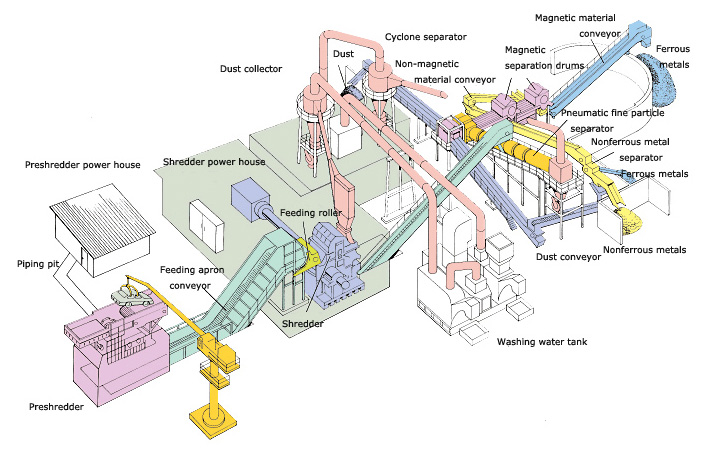 Magnetic material
conveyor
Cyclone separator
Dust
Magnetic
separation drums
Ferrous
metals
Dust collector
Non-magnetic
material conveyor
Pneumatic fine particle
separator
Nonferrous metal
separator
Preshredder power house
Shredder power house
Ferrous metals
Feeding roller
Nonferrous metals
Dust conveyor
Piping pit
Feeding apron
conveyor
Shredder
Washing water tank
Preshredder